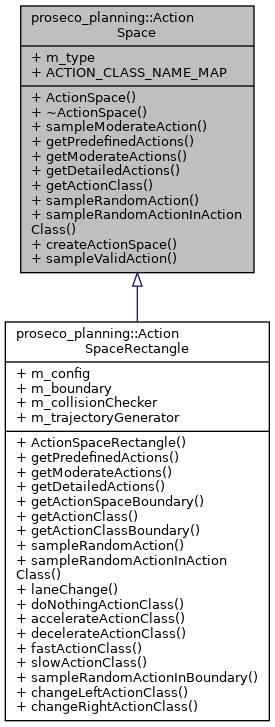 proseco_planning::Action
Space
+ m_type
+ ACTION_CLASS_NAME_MAP
+ ActionSpace()
+ ~ActionSpace()
+ sampleModerateAction()
+ getPredefinedActions()
+ getModerateActions()
+ getDetailedActions()
+ getActionClass()
+ sampleRandomAction()
+ sampleRandomActionInAction
Class()
+ createActionSpace()
+ sampleValidAction()
proseco_planning::Action
SpaceRectangle
+ m_config
+ m_boundary
+ m_collisionChecker
+ m_trajectoryGenerator
+ ActionSpaceRectangle()
+ getPredefinedActions()
+ getModerateActions()
+ getDetailedActions()
+ getActionSpaceBoundary()
+ getActionClass()
+ getActionClassBoundary()
+ sampleRandomAction()
+ sampleRandomActionInAction
Class()
+ laneChange()
+ doNothingActionClass()
+ accelerateActionClass()
+ decelerateActionClass()
+ fastActionClass()
+ slowActionClass()
+ sampleRandomActionInBoundary()
+ changeLeftActionClass()
+ changeRightActionClass()